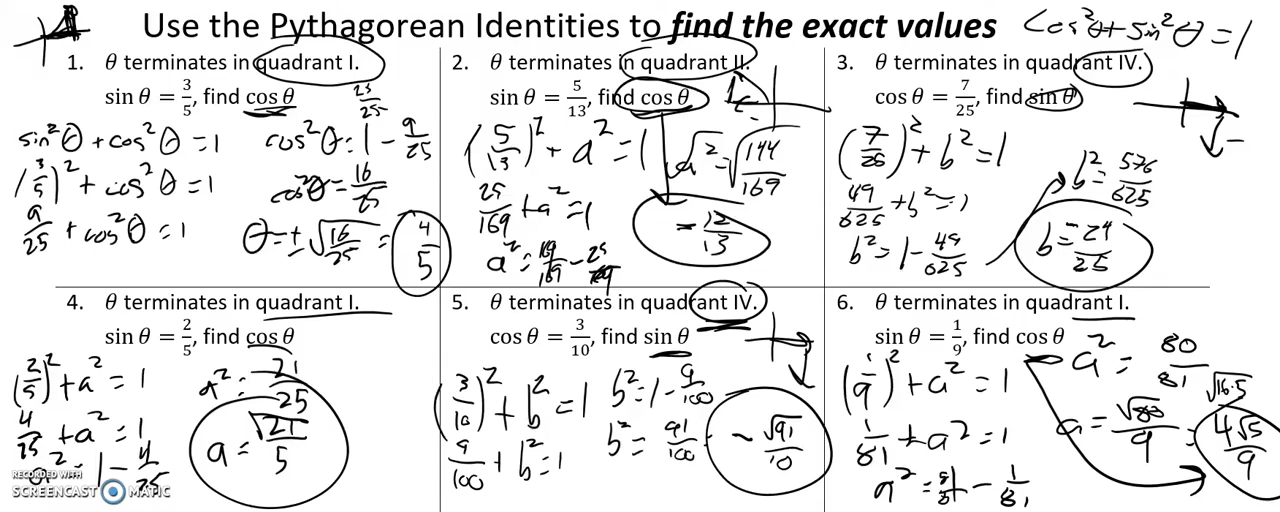 Use the Pythagorean Identities to find the exact values
cos²θ + sin²θ = 1
1. θ terminates in quadrant I.
sin θ = 3/5, find cos θ
25/25
sin²θ + cos²θ = 1
cos²θ = 1 - 9/25
(3/5)² + cos²θ = 1
cos²θ = 16/25
9/25 + cos²θ = 1
θ = ±√(16/25) = 4/5
2. θ terminates in quadrant II.
sin θ = 5/13, find cos θ
(5/13)² + a² = 1
√a² = √(144/169)
25/169 + a² = 1
-12/13
a² = 169/169 - 25/169
3. θ terminates in quadrant IV.
cos θ = 7/25, find sin θ
(7/25)² + b² = 1
b² = 576/625
49/625 + b² = 1
b² = 1 - 49/625
b = -24/25
4. θ terminates in quadrant I.
sin θ = 2/5, find cos θ
(2/5)² + a² = 1
a² = 21/25
4/25 + a² = 1
a = √21/5
a² = 1 - 4/25
5. θ terminates in quadrant IV.
cos θ = 3/10, find sin θ
(3/10)² + b² = 1
b² = 1 - 9/100
9/100 + b² = 1
b² = 91/100
-√91/10
6. θ terminates in quadrant I.
sin θ = 1/9, find cos θ
(1/9)² + a² = 1
a² = 80/81
√16·5
1/81 + a² = 1
a = √80/9 = 4√5/9
a² = 81/81 - 1/81
RECORDED WITH
SCREENCAST MATIC